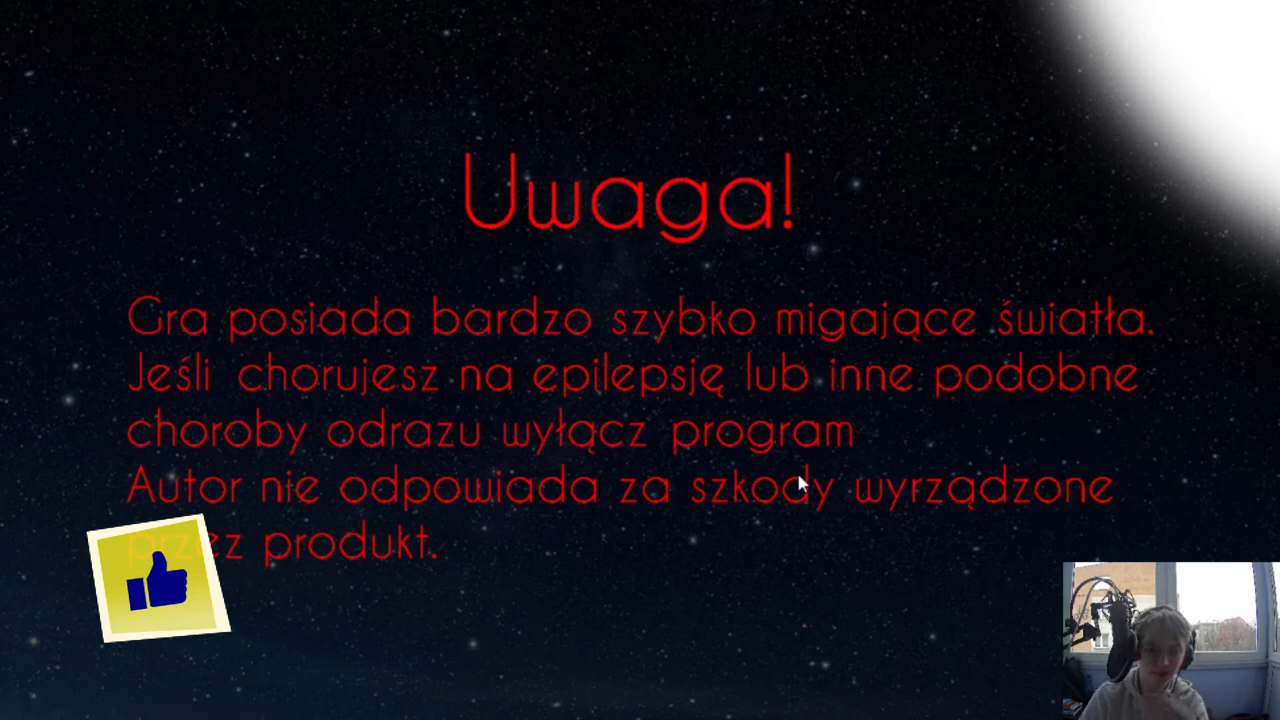 Uwaga!
Gra posiada bardzo szybko migające światła.
Jeśli chorujesz na epilepsję lub inne podobne
choroby odrazu wyłącz program
Autor nie odpowiada za szkody wyrządzone
przez produkt.